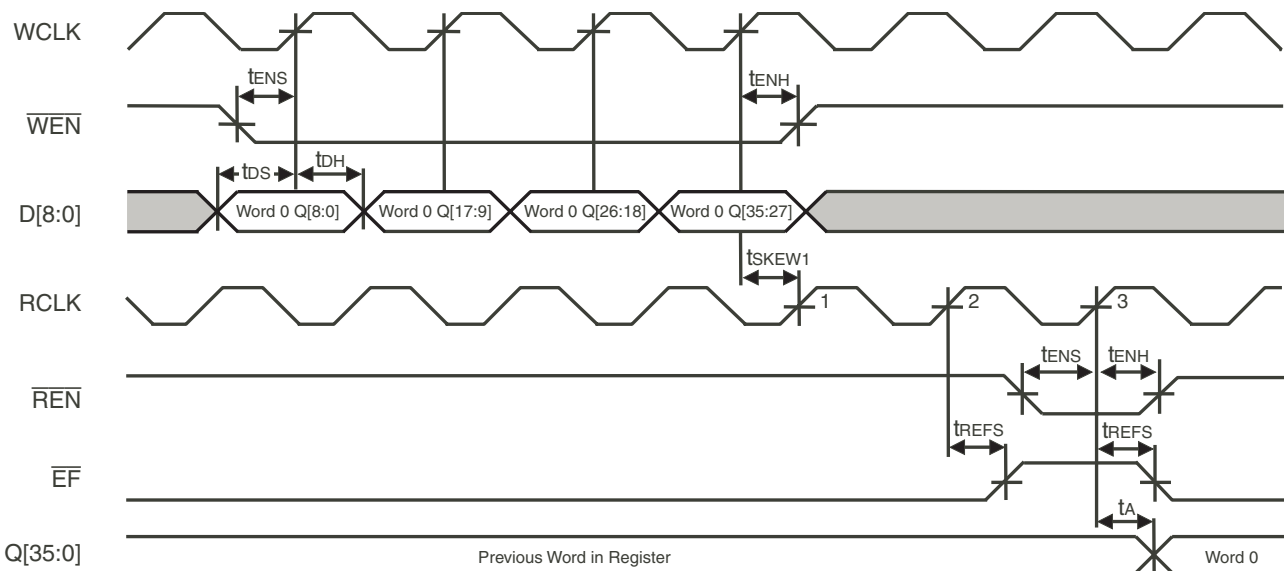 WCLK
tENS
tENH
WEN
tDS
tDH
D[8:0]
Word 0 Q[8:0]
Word 0 Q[17:9]
Word 0 Q[26:18]
Word 0 Q[35:27]
tSKEW1
RCLK
1
2
3
tENS
tENH
REN
tREFS
tREFS
EF
tA
Q[35:0]
Previous Word in Register
Word 0